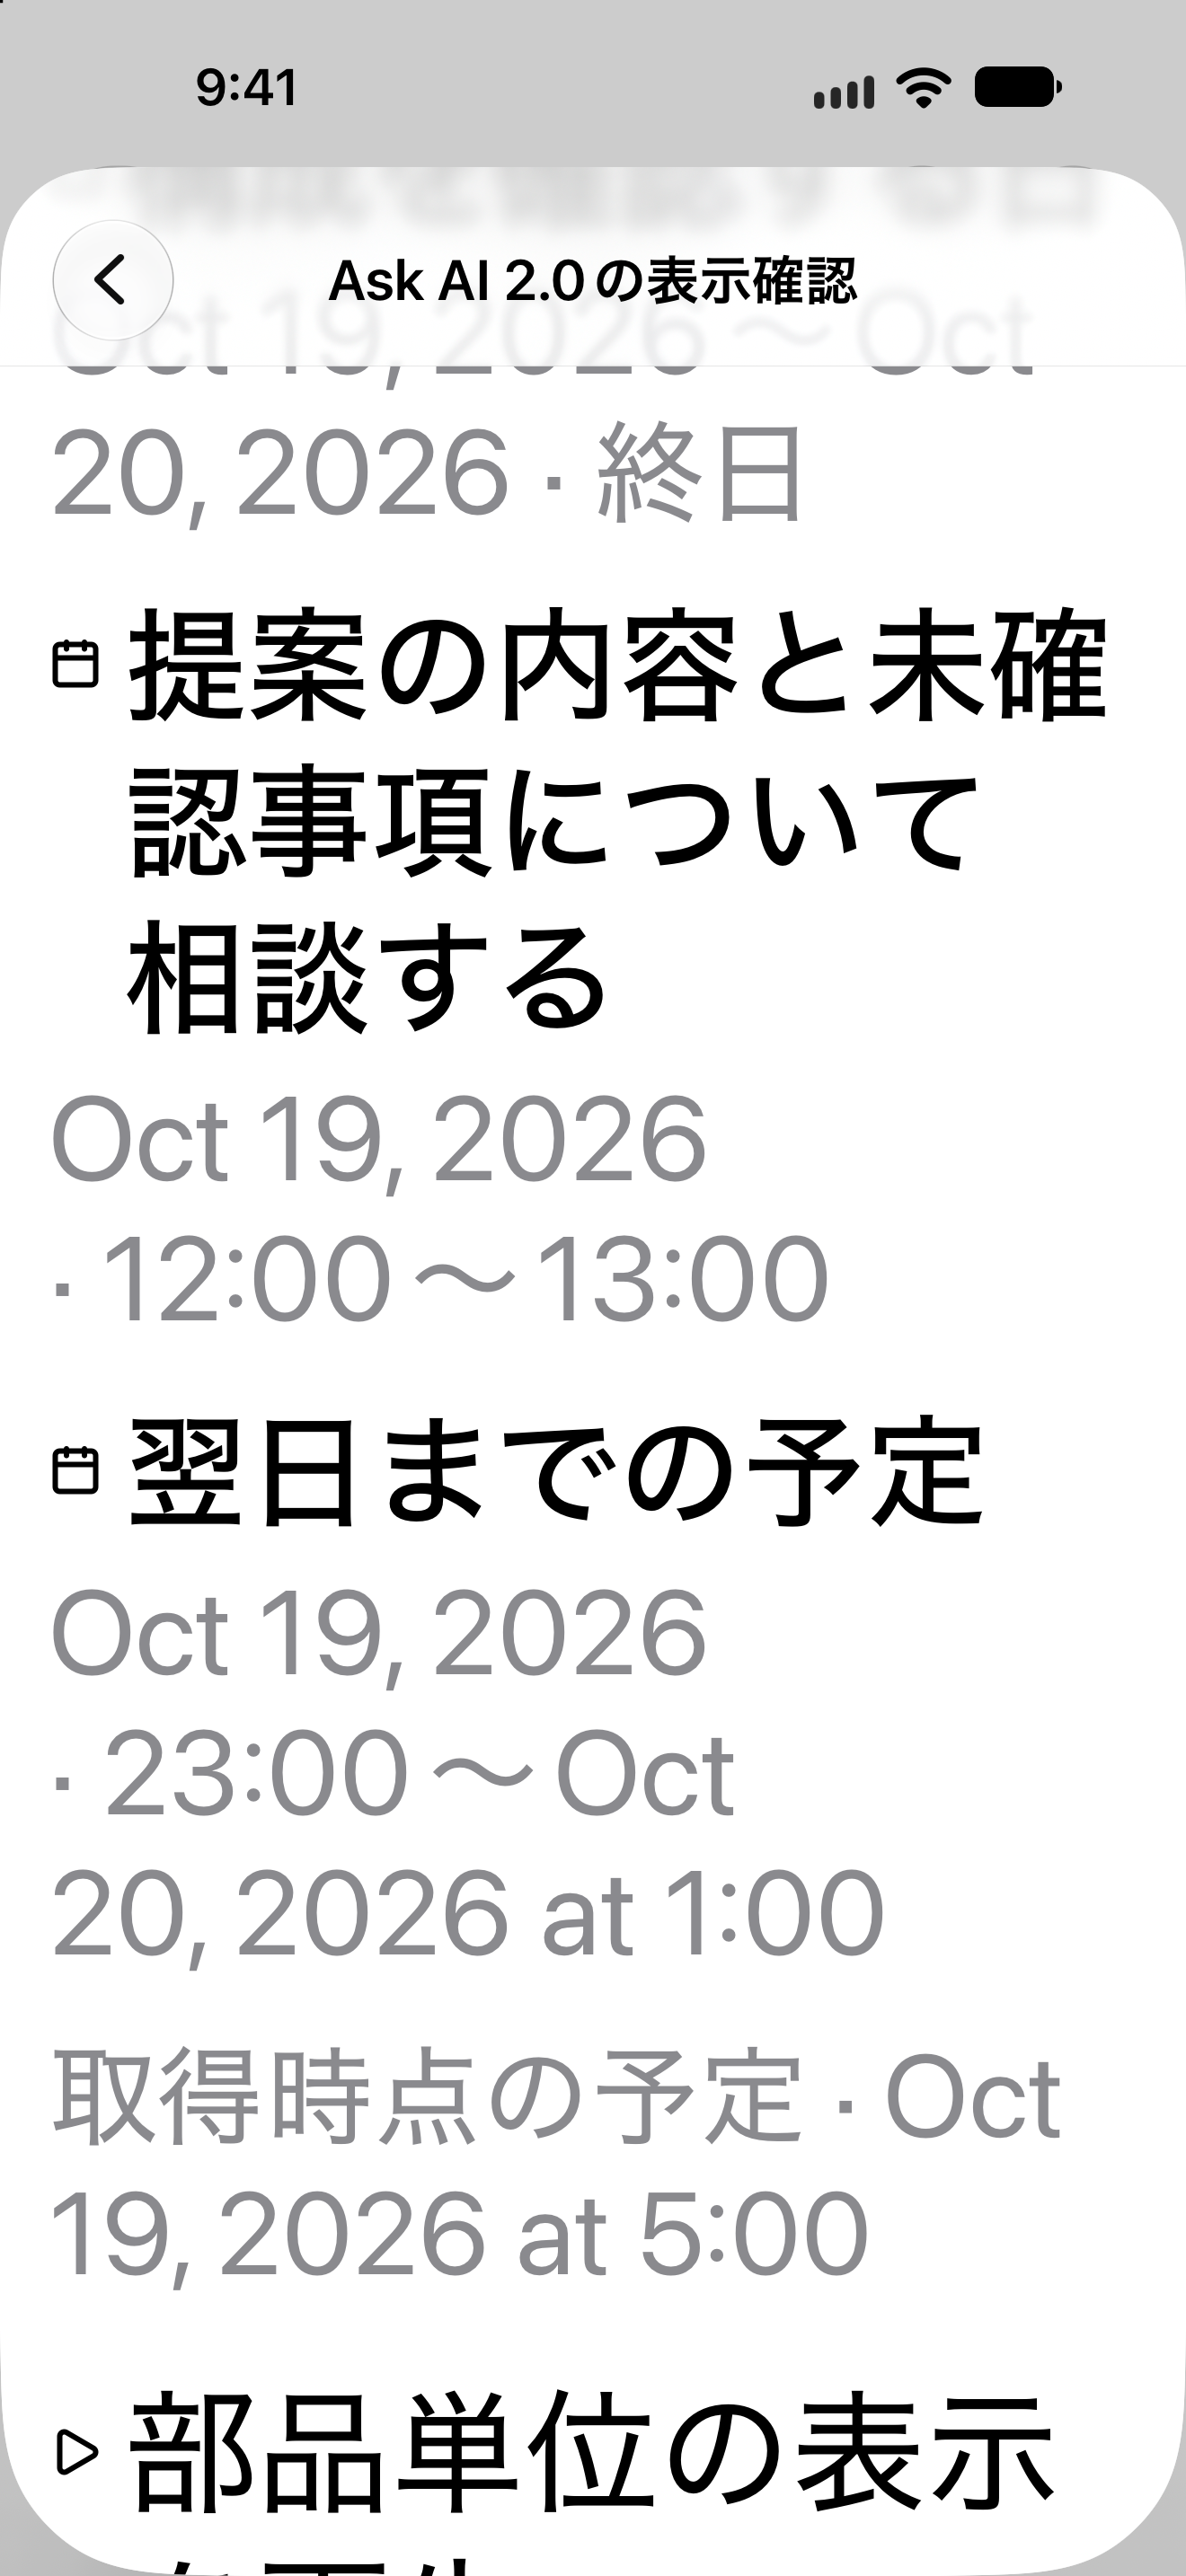 9:41
Ask AI 2.0の表示確認
Oct 19, 2026〜Oct
20, 2026 · 終日
提案の内容と未確
認事項について
相談する
Oct 19, 2026
· 12:00〜13:00
翌日までの予定
Oct 19, 2026
· 23:00〜Oct
20, 2026 at 1:00
取得時点の予定 · Oct
19, 2026 at 5:00
部品単位の表示